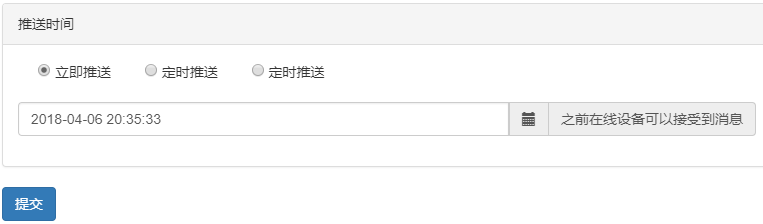 推送时间
立即推送 定时推送 定时推送
2018-04-06 20:35:33 之前在线设备可以接受到消息
提交